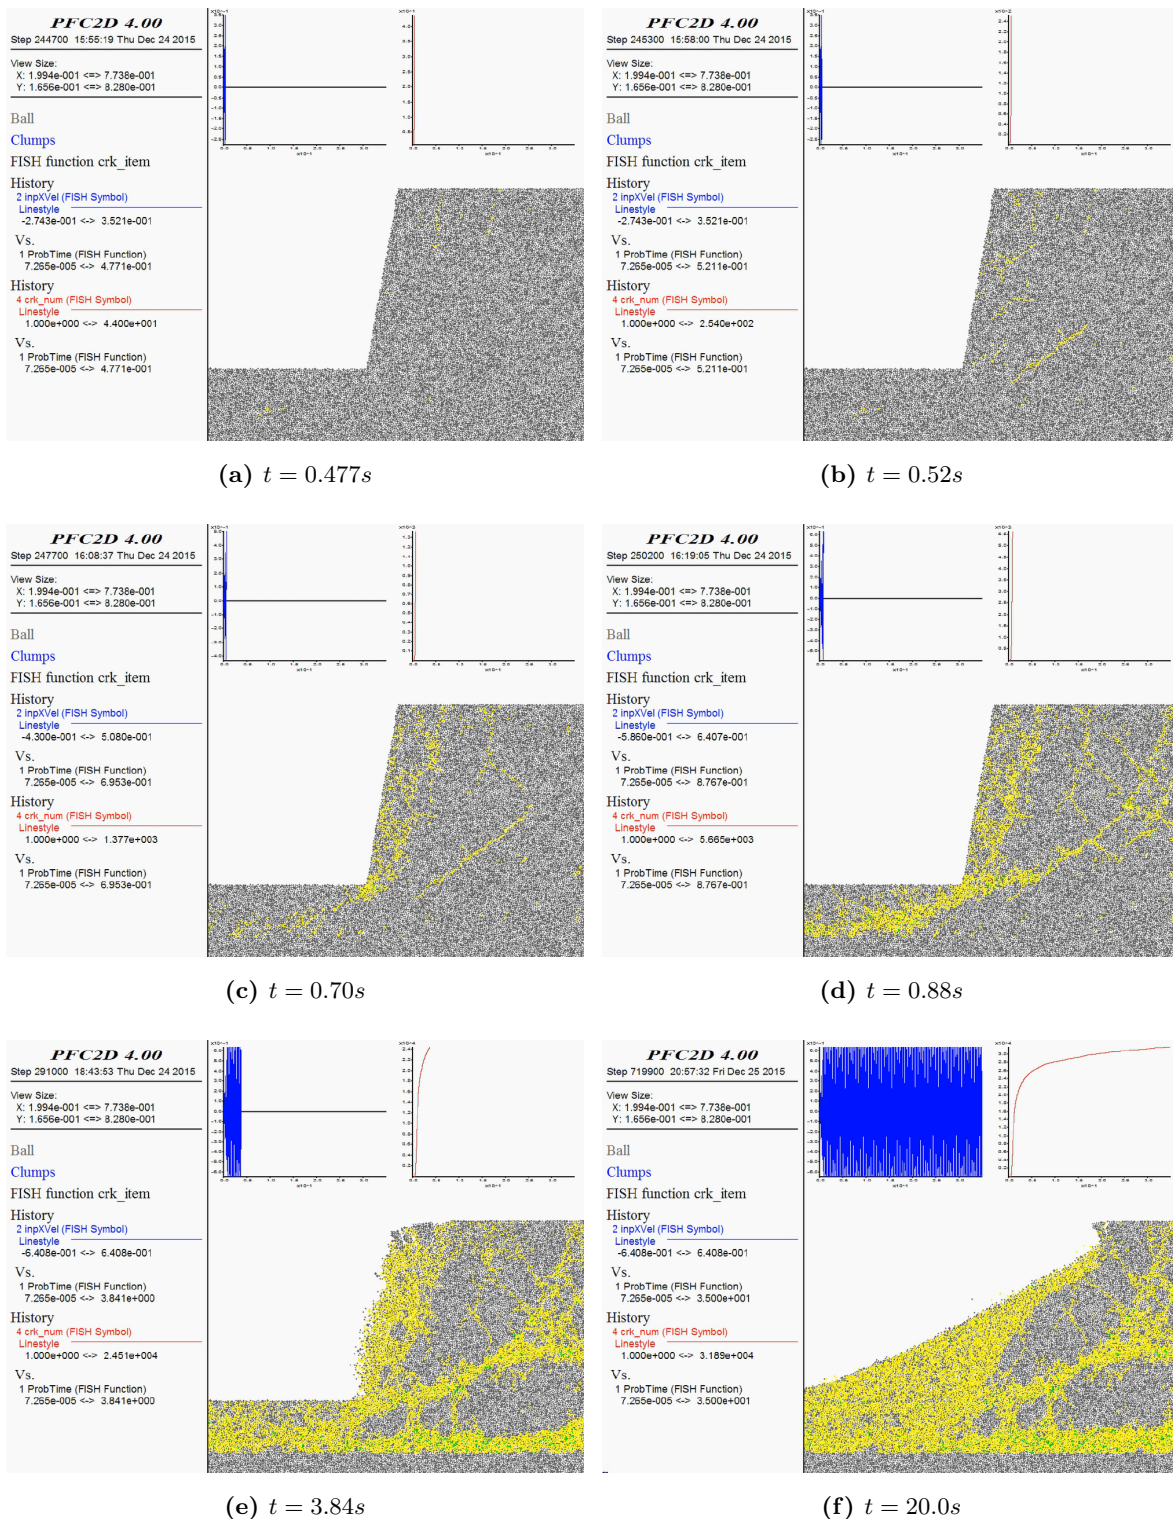 PFC2D 4.00
Step 244700 15:55:19 Thu Dec 24 2015
View Size:
X: 1.994e-001 <=> 7.738e-001
Y: 1.656e-001 <=> 8.280e-001
Ball
Clumps
FISH function crk_item
History
2 inpXVel (FISH Symbol)
Linestyle
-2.743e-001 <-> 3.521e-001
Vs.
1 ProbTime (FISH Function)
7.265e-005 <-> 4.771e-001
History
4 crk_num (FISH Symbol)
Linestyle
1.000e+000 <-> 4.400e+001
Vs.
1 ProbTime (FISH Function)
7.265e-005 <-> 4.771e-001
(a) t = 0.477s
PFC2D 4.00
Step 245300 15:58:00 Thu Dec 24 2015
View Size:
X: 1.994e-001 <=> 7.738e-001
Y: 1.656e-001 <=> 8.280e-001
Ball
Clumps
FISH function crk_item
History
2 inpXVel (FISH Symbol)
Linestyle
-2.743e-001 <-> 3.521e-001
Vs.
1 ProbTime (FISH Function)
7.265e-005 <-> 5.211e-001
History
4 crk_num (FISH Symbol)
Linestyle
1.000e+000 <-> 2.540e+002
Vs.
1 ProbTime (FISH Function)
7.265e-005 <-> 5.211e-001
(b) t = 0.52s
PFC2D 4.00
Step 247700 16:08:37 Thu Dec 24 2015
View Size:
X: 1.994e-001 <=> 7.738e-001
Y: 1.656e-001 <=> 8.280e-001
Ball
Clumps
FISH function crk_item
History
2 inpXVel (FISH Symbol)
Linestyle
-4.300e-001 <-> 5.080e-001
Vs.
1 ProbTime (FISH Function)
7.265e-005 <-> 6.953e-001
History
4 crk_num (FISH Symbol)
Linestyle
1.000e+000 <-> 1.377e+003
Vs.
1 ProbTime (FISH Function)
7.265e-005 <-> 6.953e-001
(c) t = 0.70s
PFC2D 4.00
Step 250200 16:19:05 Thu Dec 24 2015
View Size:
X: 1.994e-001 <=> 7.738e-001
Y: 1.656e-001 <=> 8.280e-001
Ball
Clumps
FISH function crk_item
History
2 inpXVel (FISH Symbol)
Linestyle
-5.860e-001 <-> 6.407e-001
Vs.
1 ProbTime (FISH Function)
7.265e-005 <-> 8.767e-001
History
4 crk_num (FISH Symbol)
Linestyle
1.000e+000 <-> 5.665e+003
Vs.
1 ProbTime (FISH Function)
7.265e-005 <-> 8.767e-001
(d) t = 0.88s
PFC2D 4.00
Step 291000 18:43:53 Thu Dec 24 2015
View Size:
X: 1.994e-001 <=> 7.738e-001
Y: 1.656e-001 <=> 8.280e-001
Ball
Clumps
FISH function crk_item
History
2 inpXVel (FISH Symbol)
Linestyle
-6.408e-001 <-> 6.408e-001
Vs.
1 ProbTime (FISH Function)
7.265e-005 <-> 3.841e+000
History
4 crk_num (FISH Symbol)
Linestyle
1.000e+000 <-> 2.451e+004
Vs.
1 ProbTime (FISH Function)
7.265e-005 <-> 3.841e+000
(e) t = 3.84s
PFC2D 4.00
Step 719900 20:57:32 Fri Dec 25 2015
View Size:
X: 1.994e-001 <=> 7.738e-001
Y: 1.656e-001 <=> 8.280e-001
Ball
Clumps
FISH function crk_item
History
2 inpXVel (FISH Symbol)
Linestyle
-6.408e-001 <-> 6.408e-001
Vs.
1 ProbTime (FISH Function)
7.265e-005 <-> 3.500e+001
History
4 crk_num (FISH Symbol)
Linestyle
1.000e+000 <-> 3.189e+004
Vs.
1 ProbTime (FISH Function)
7.265e-005 <-> 3.500e+001
(f) t = 20.0s